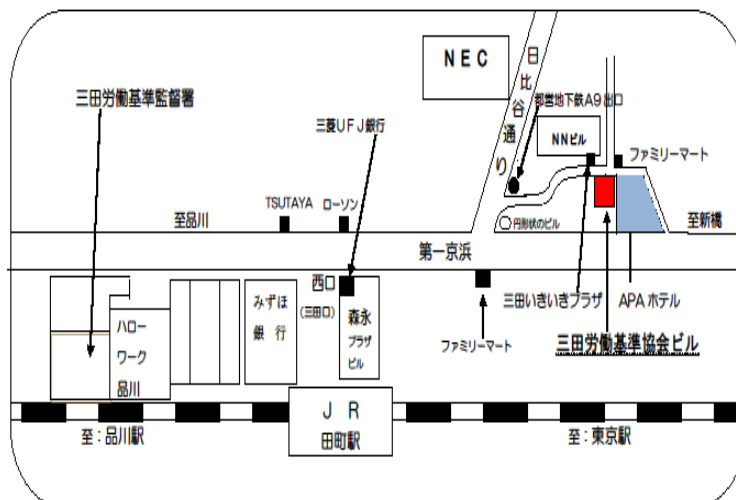 NEC
日比谷通り
三田労働基準監督署
都営地下鉄A9出口
三菱UFJ銀行
NNビル
ファミリーマート
TSUTAYA ローソン
至品川
円形状のビル
至新橋
第一京浜
西口
(三田口)
みずほ
銀 行
森永
プラザ
ビル
三田いきいきプラザ
APAホテル
ハロー
ワーク
品川
ファミリーマート
三田労働基準協会ビル
JR
田町駅
至:品川駅
至:東京駅